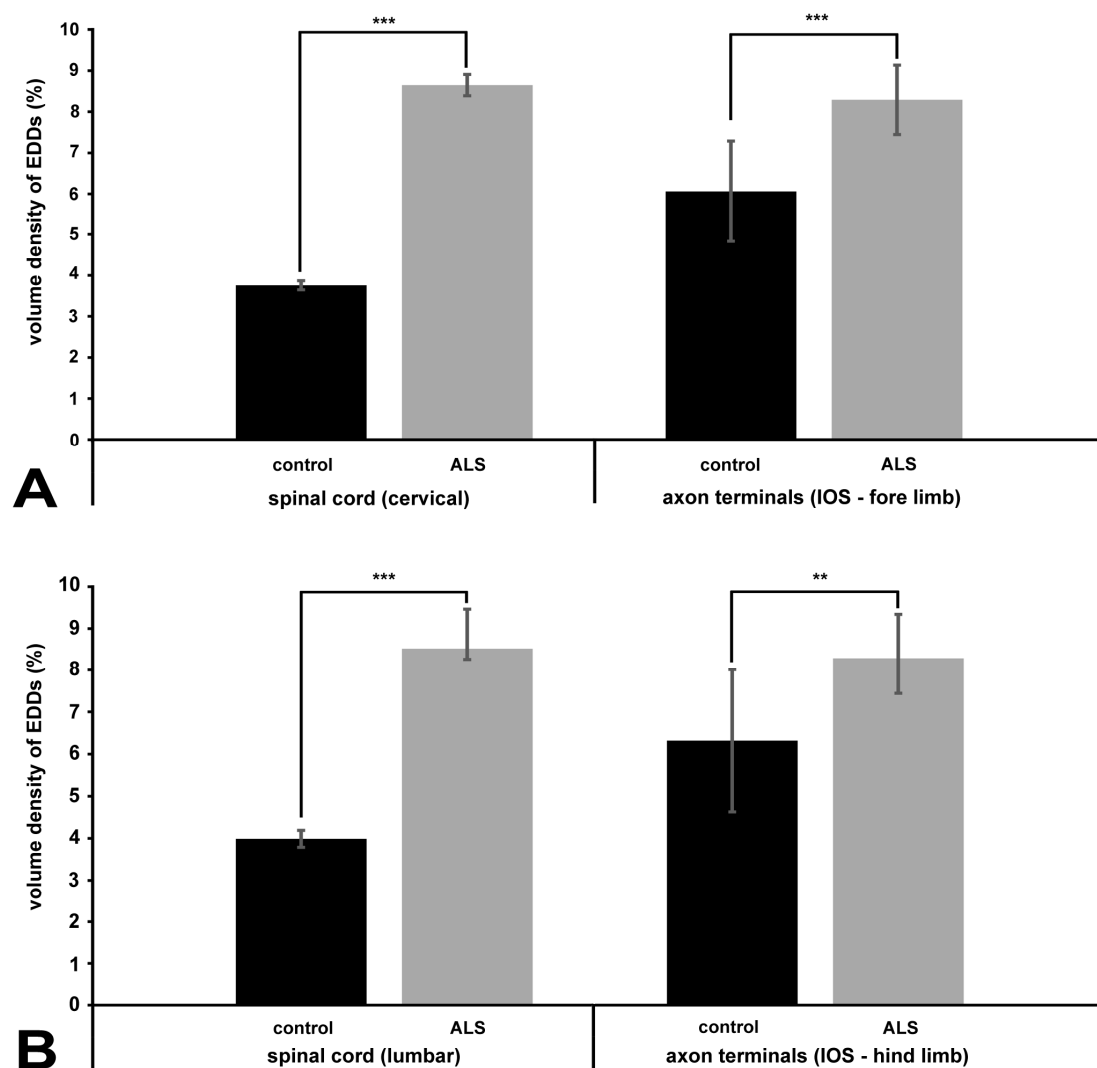 10
9
8
7
6
5
4
3
2
1
0
volume density of EDDs (%)
***
***
control
ALS
control
ALS
spinal cord (cervical)
axon terminals (IOS - fore limb)
A
10
9
8
7
6
5
4
3
2
1
0
volume density of EDDs (%)
***
**
control
ALS
control
ALS
spinal cord (lumbar)
axon terminals (IOS - hind limb)
B